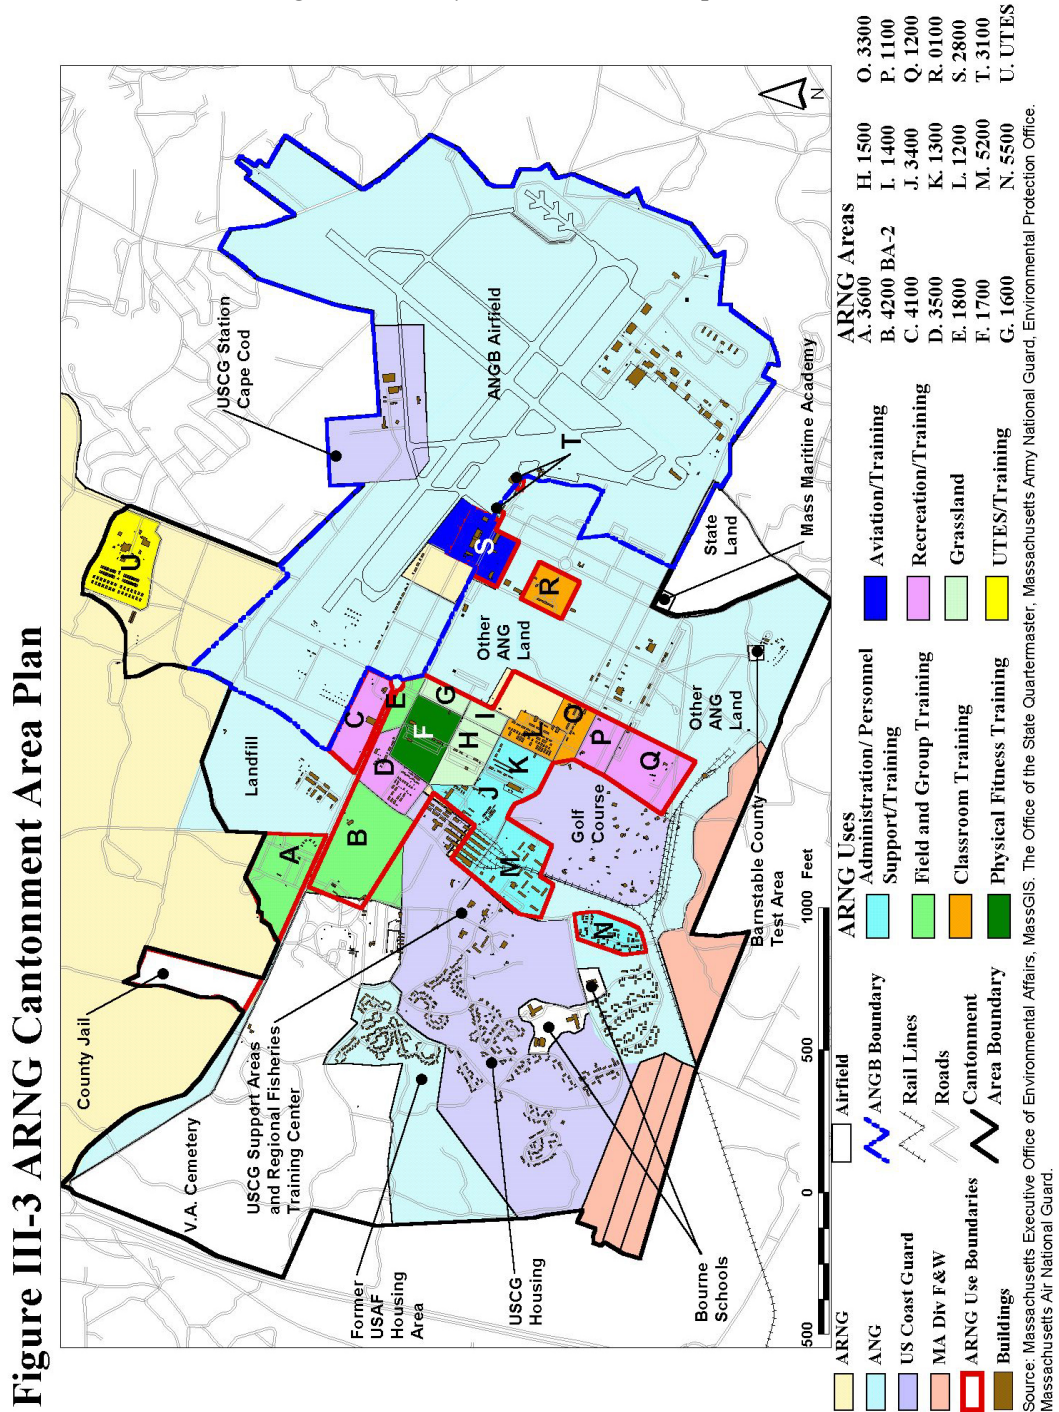 Figure III-3 ARNG Cantonment Area Plan
County Jail
V.A. Cemetery
USCG Support Areas
and Regional Fisheries
Training Center
Former
USAF
Housing
Area
USCG
Housing
Bourne
Schools
Landfill
USCG Station
Cape Cod
ANGB Airfield
Other
ANG
Land
Golf
Course
Other
ANG
Land
State
Land
Mass Maritime Academy
Barnstable County
Test Area
A
B
C
D
E
F
G
H
I
J
K
L
M
N
O
P
Q
R
S
T
U
N
500
0
500
1000 Feet
ARNG
ANG
US Coast Guard
MA Div F&W
ARNG Use Boundaries
Buildings
Airfield
ANGB Boundary
Rail Lines
Roads
Cantonment
Area Boundary
ARNG Uses
Administration/ Personnel
Support/Training
Field and Group Training
Classroom Training
Physical Fitness Training
Aviation/Training
Recreation/Training
Grassland
UTES/Training
ARNG Areas
A. 3600
B. 4200 BA-2
C. 4100
D. 3500
E. 1800
F. 1700
G. 1600
H. 1500
I. 1400
J. 3400
K. 1300
L. 1200
M. 5200
N. 5500
O. 3300
P. 1100
Q. 1200
R. 0100
S. 2800
T. 3100
U. UTES
Source: Massachusetts Executive Office of Environmental Affairs, MassGIS. The Office of the State Quartermaster, Massachusetts Army National Guard, Environmental Protection Office.
Massachusetts Air National Guard.